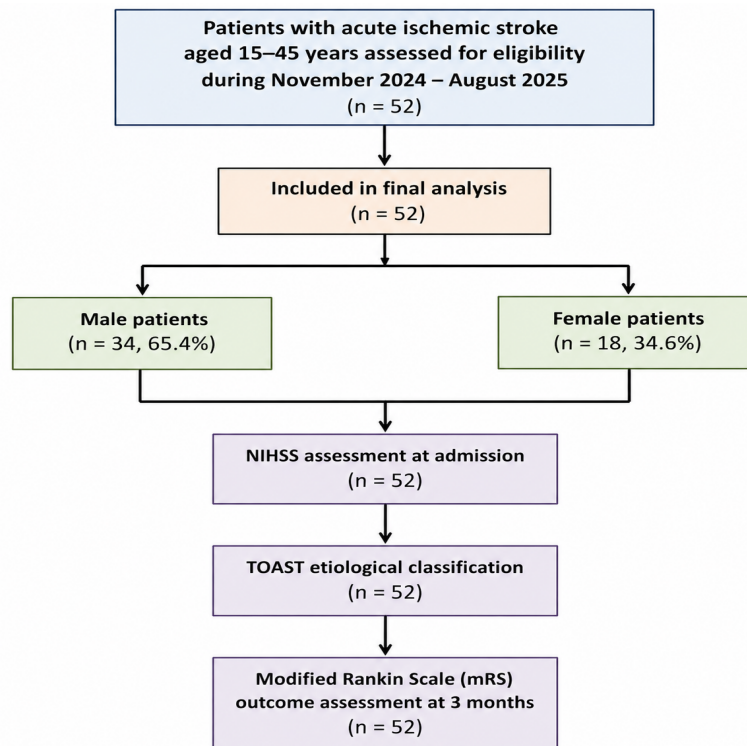 Patients with acute ischemic stroke
aged 15–45 years assessed for eligibility
during November 2024 – August 2025
(n = 52)
Included in final analysis
(n = 52)
Male patients
(n = 34, 65.4%)
Female patients
(n = 18, 34.6%)
NIHSS assessment at admission
(n = 52)
TOAST etiological classification
(n = 52)
Modified Rankin Scale (mRS)
outcome assessment at 3 months
(n = 52)